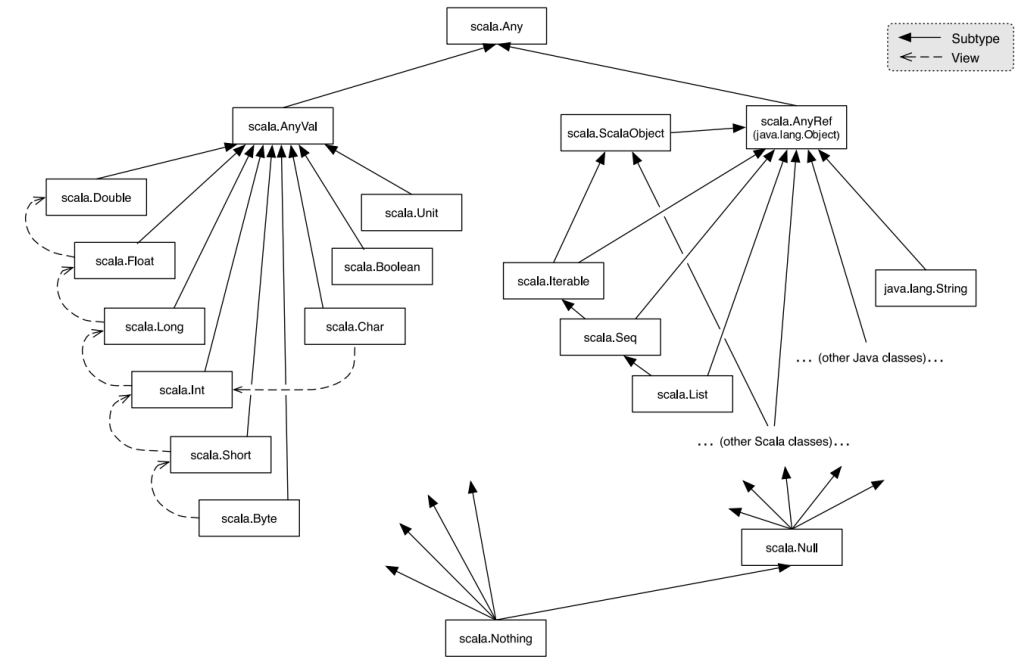 scala.Any
Subtype
View
scala.AnyVal
scala.ScalaObject
scala.AnyRef
(java.lang.Object)
scala.Double
scala.Unit
scala.Float
scala.Boolean
scala.Iterable
java.lang.String
scala.Long
scala.Char
scala.Seq
... (other Java classes)...
scala.Int
scala.List
... (other Scala classes)...
scala.Short
scala.Byte
scala.Null
scala.Nothing